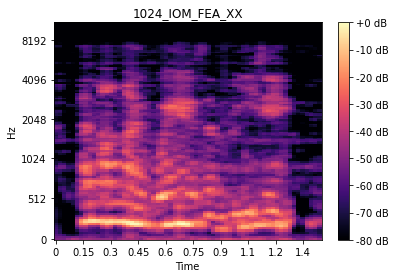 1024_IOM_FEA_XX
+0 dB
8192
-10 dB
4096
-20 dB
-30 dB
2048
Hz
-40 dB
1024
-50 dB
512
-60 dB
-70 dB
0
-80 dB
0 0.15 0.3 0.45 0.6 0.75 0.9 1.1 1.2 1.4
Time